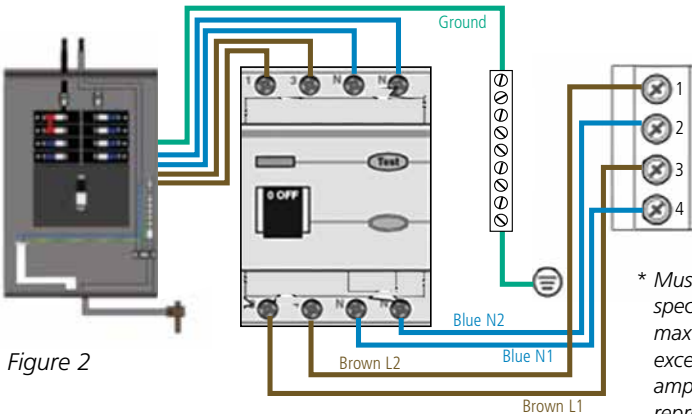 Ground
1 3 N N
Test
0 OFF
N N
1
2
3
4
Blue N2
Blue N1
Brown L2
Brown L1
Figure 2
* Mus
spec
max
exce
amp
repr